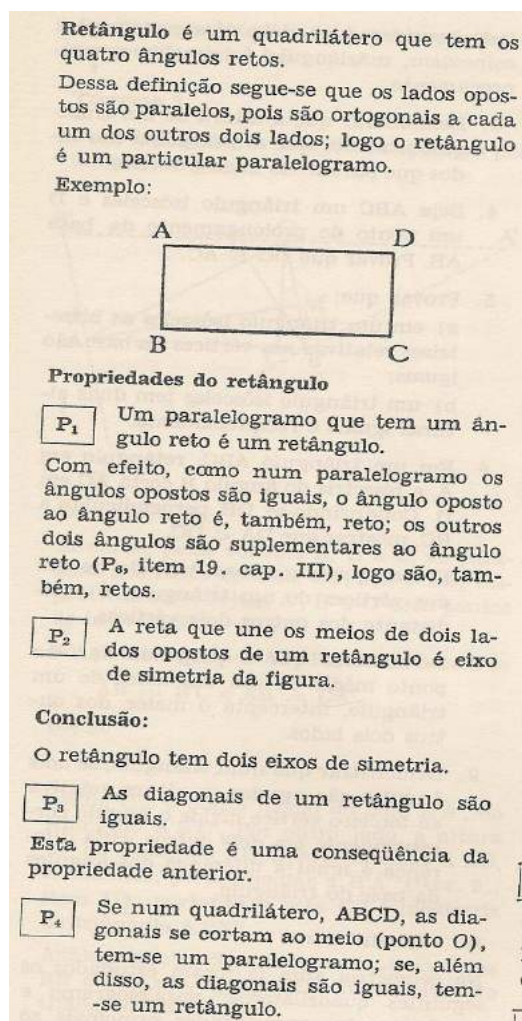 Retângulo é um quadrilátero que tem os
quatro ângulos retos.
Dessa definição segue-se que os lados opos-
tos são paralelos, pois são ortogonais a cada
um dos outros dois lados; logo o retângulo
é um particular paralelogramo.
Exemplo:
A D
B C
Propriedades do retângulo
P₁ Um paralelogramo que tem um ân-
gulo reto é um retângulo.
Com efeito, como num paralelogramo os
ângulos opostos são iguais, o ângulo oposto
ao ângulo reto é, também, reto; os outros
dois ângulos são suplementares ao ângulo
reto (P₆, item 19. cap. III), logo são, tam-
bém, retos.
P₂ A reta que une os meios de dois la-
dos opostos de um retângulo é eixo
de simetria da figura.
Conclusão:
O retângulo tem dois eixos de simetria.
P₃ As diagonais de um retângulo são
iguais.
Esta propriedade é uma conseqüência da
propriedade anterior.
P₄ Se num quadrilátero, ABCD, as dia-
gonais se cortam ao meio (ponto O),
tem-se um paralelogramo; se, além
disso, as diagonais são iguais, tem-
-se um retângulo.